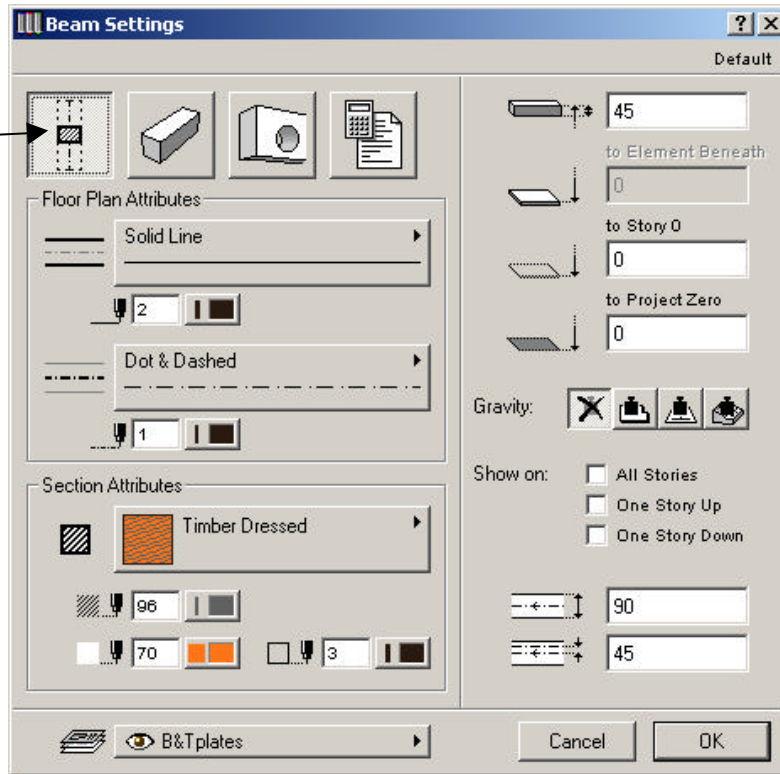 Beam Settings
Default
45
to Element Beneath
0
to Story 0
0
to Project Zero
0
Gravity:
Show on:
All Stories
One Story Up
One Story Down
90
45
Floor Plan Attributes
Solid Line
2
Dot & Dashed
1
Section Attributes
Timber Dressed
96
70
3
B&Tplates
Cancel
OK